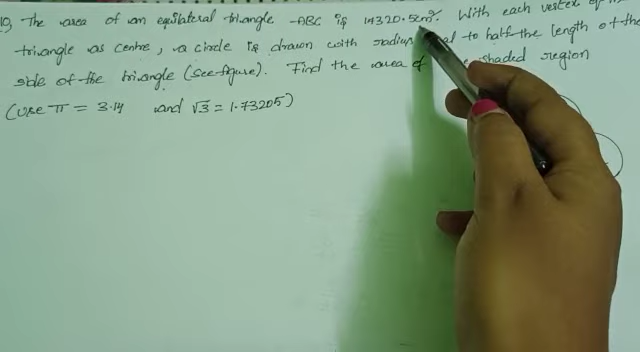 10, The area of an equilateral triangle ABC is 17320.5cm². With each vertex of the
triangle as centre, a circle is drawn with radius to half the length of the
side of the triangle (see figure). Find the area of shaded region
(use π = 3.14 and √3 = 1.73205)